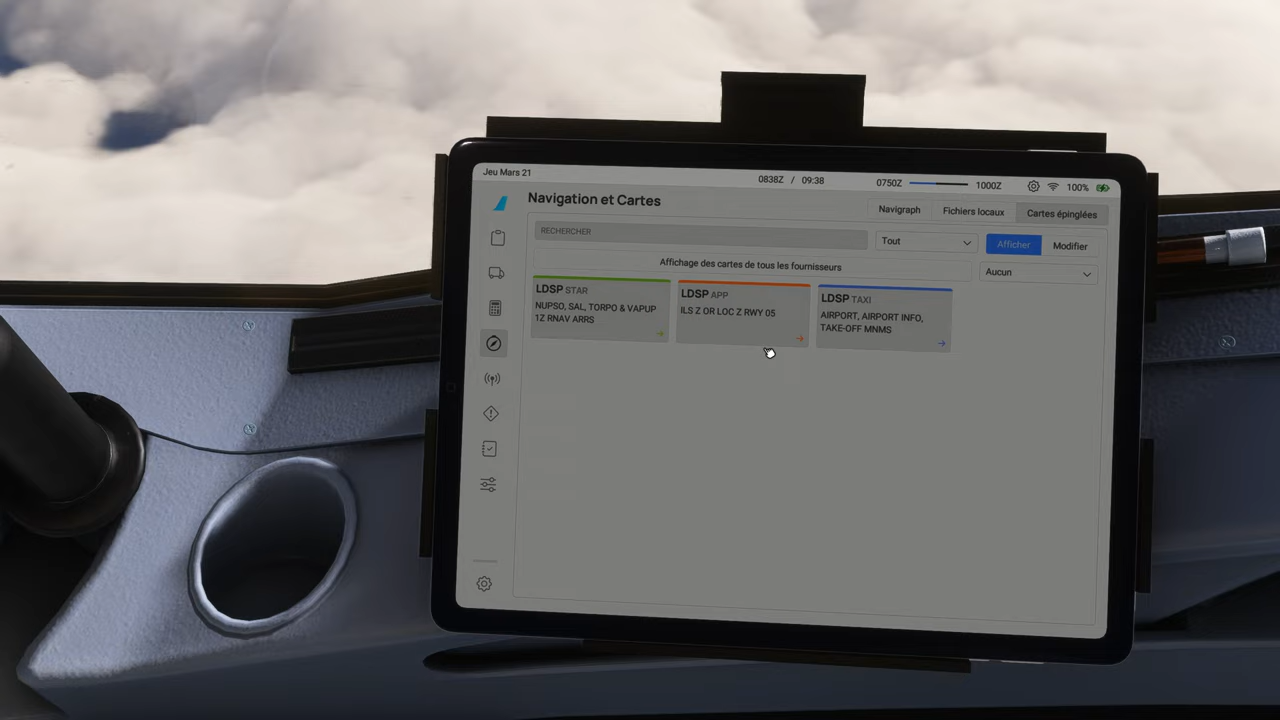 Jeu Mars 21
0838Z / 09:38
0750Z
1000Z
100%
Navigation et Cartes
Navigraph
Fichiers locaux
Cartes épinglées
RECHERCHER
Tout
Afficher
Modifier
Affichage des cartes de tous les fournisseurs
Aucun
LDSP STAR
NUPSO, SAL, TORPO & VAPUP
1Z RNAV ARRS
LDSP APP
ILS Z OR LOC Z RWY 05
LDSP TAXI
AIRPORT, AIRPORT INFO,
TAKE-OFF MNMS